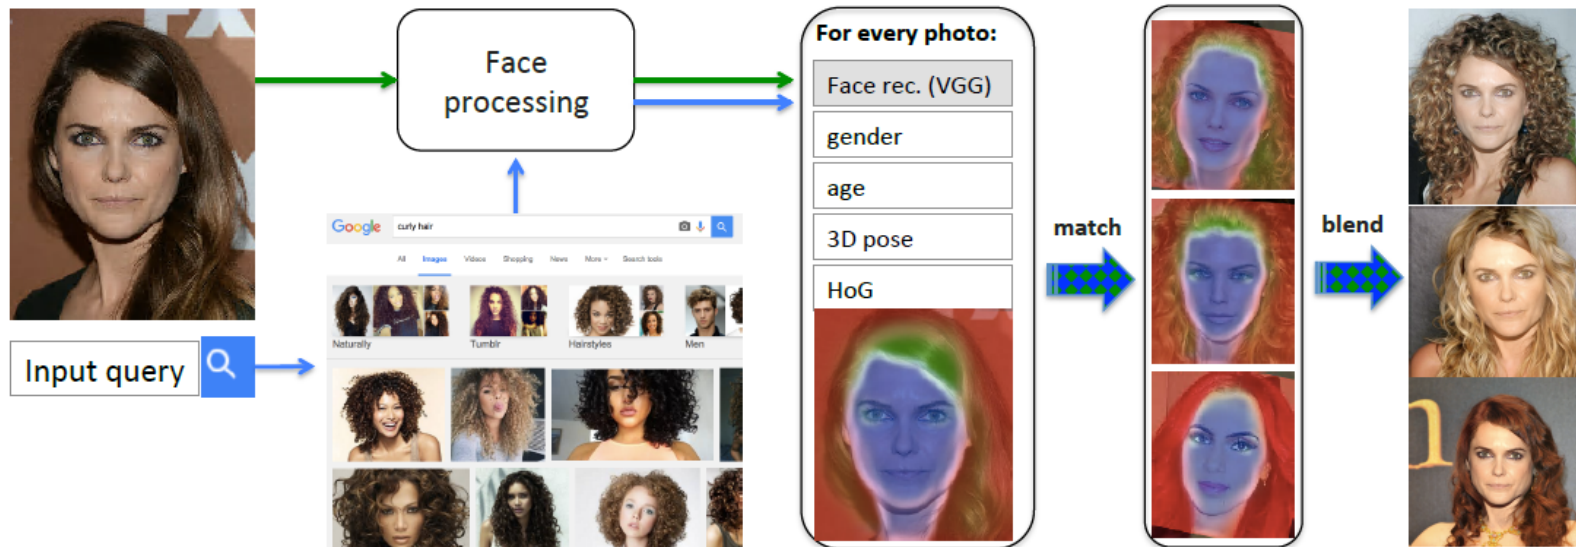 FX
Face
processing
For every photo:
Face rec. (VGG)
gender
age
3D pose
HoG
match
blend
Input query
Google
curly hair
All Images Videos Shopping News More Search tools
Naturally Tumblr Hairstyles Men